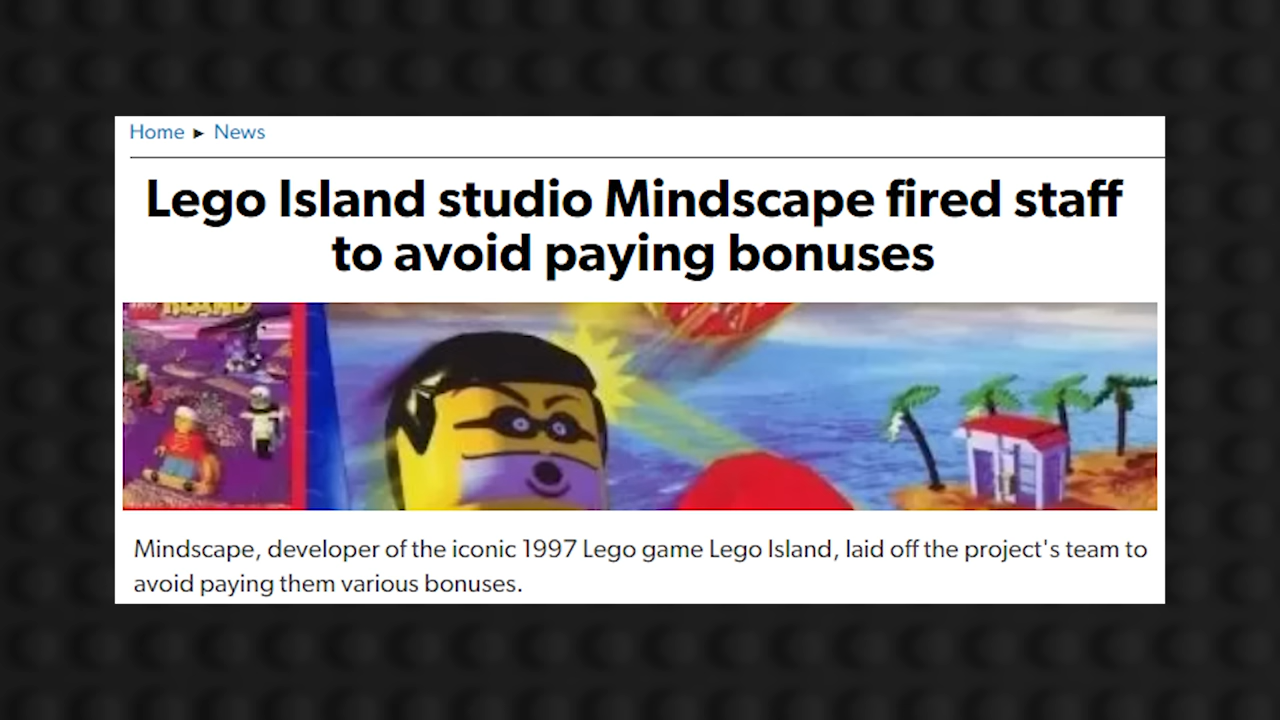 Home ▸ News
Lego Island studio Mindscape fired staff
to avoid paying bonuses
Mindscape, developer of the iconic 1997 Lego game Lego Island, laid off the project's team to
avoid paying them various bonuses.